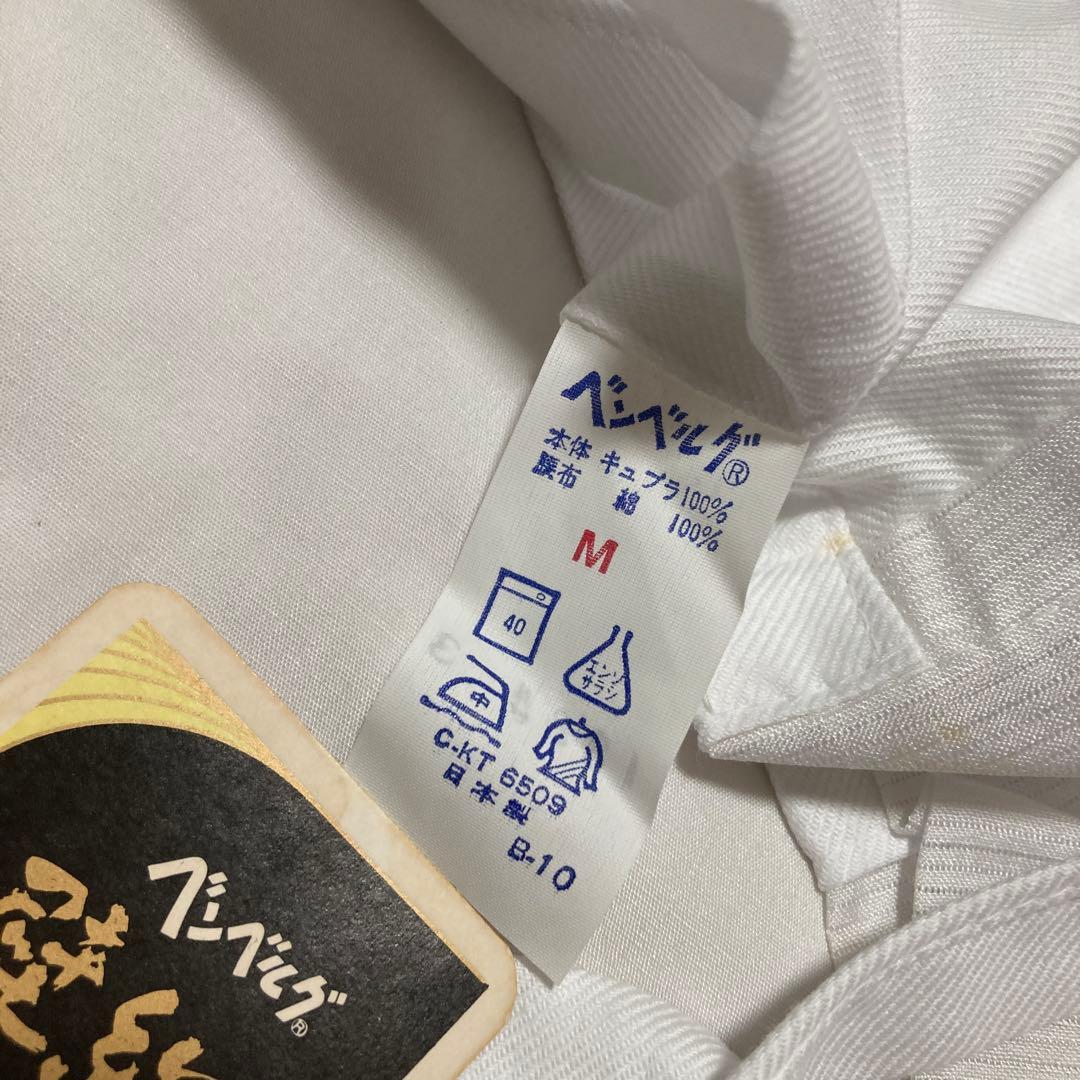 ベンベルグ®
本体 キュプラ100%
腰布 綿 100%
M
40
エンソ
サラシ
中
C-KT 6509
日本製
B-10
ベンベルグ®